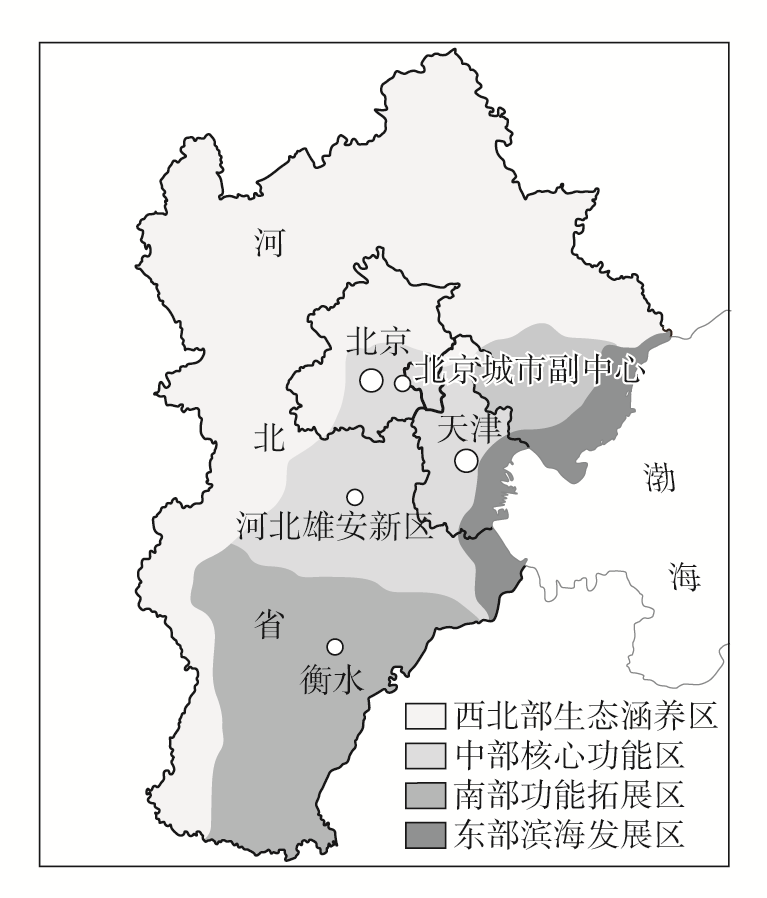 河
北京
北京城市副中心
北
天津
渤
河北雄安新区
海
省
衡水
西北部生态涵养区
中部核心功能区
南部功能拓展区
东部滨海发展区